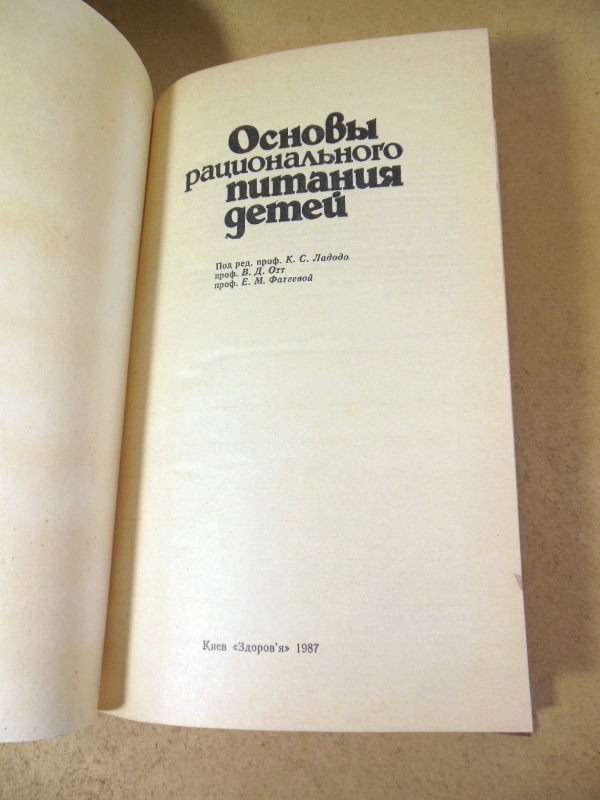 Основы
рационального
питания
детей
Под ред. проф. К. С. Ладодо
проф. В. Д. Отт
проф. Е. М. Фатеевой
Киев «Здоров'я» 1987